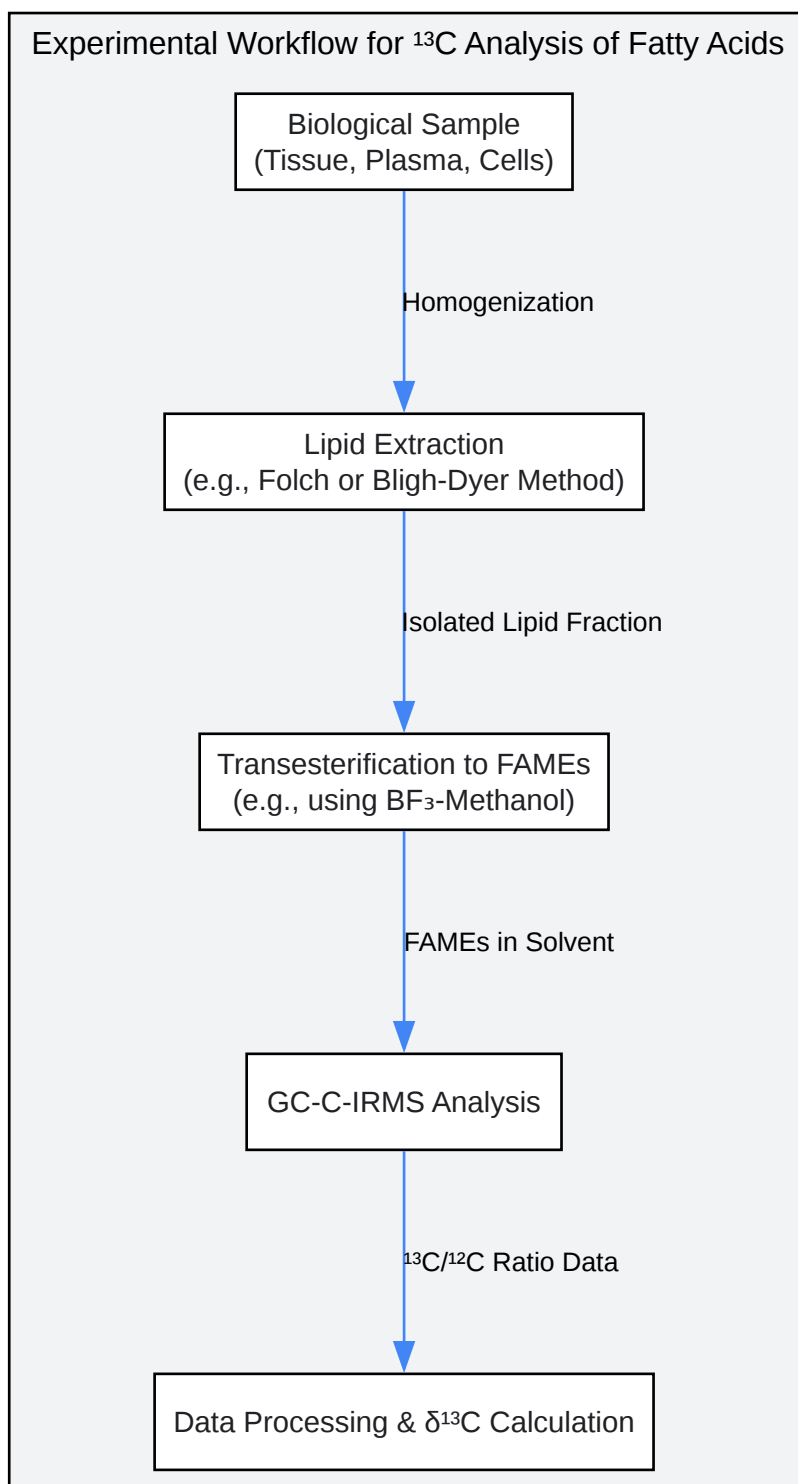 Experimental Workflow for ¹³C Analysis of Fatty Acids
Biological Sample
(Tissue, Plasma, Cells)
Homogenization
Lipid Extraction
(e.g., Folch or Bligh-Dyer Method)
Isolated Lipid Fraction
Transesterification to FAMEs
(e.g., using BF₃-Methanol)
FAMEs in Solvent
GC-C-IRMS Analysis
¹³C/¹²C Ratio Data
Data Processing & δ¹³C Calculation